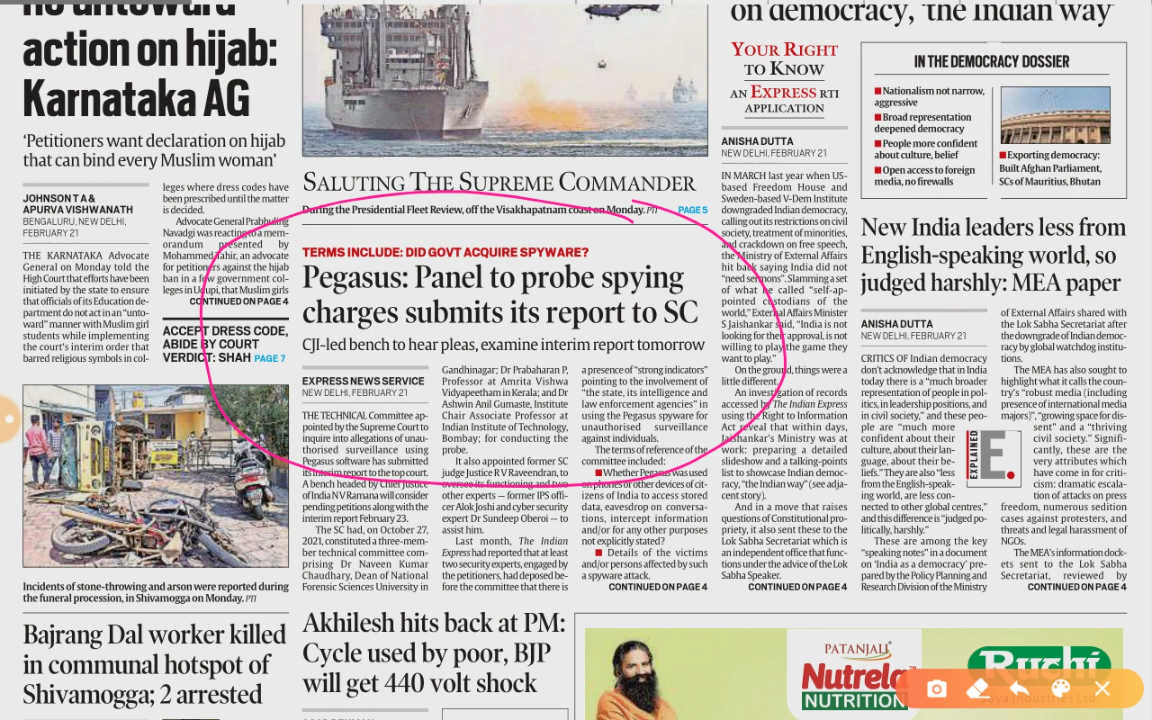 no untoward
action on hijab:
Karnataka AG
'Petitioners want declaration on hijab
that can bind every Muslim woman'
JOHNSON T A &
APURVA VISHWANATH
BENGALURU, NEW DELHI,
FEBRUARY 21
THE KARNATAKA Advocate
General on Monday told the
High Court that efforts have been
initiated by the state to ensure
that officials of its Education de-
partment do not act in an "unto-
ward" manner with Muslim girl
students while implementing
the court's interim order that
barred religious symbols in col-
leges where dress codes have
been prescribed until the matter
is decided.
Advocate General Prabhuling
Navadgi was reacting to a mem-
orandum presented by
Mohammed Tahir, an advocate
for petitioners against the hijab
ban in a few government col-
leges in Udupi, that Muslim girls
CONTINUED ON PAGE 4
ACCEPT DRESS CODE,
ABIDE BY COURT
VERDICT: SHAH PAGE 7
Incidents of stone-throwing and arson were reported during
the funeral procession, in Shivamogga on Monday. PTI
Bajrang Dal worker killed
in communal hotspot of
Shivamogga; 2 arrested
SALUTING THE SUPREME COMMANDER
During the Presidential Fleet Review, off the Visakhapatnam coast on Monday. PTI PAGE 5
TERMS INCLUDE: DID GOVT ACQUIRE SPYWARE?
Pegasus: Panel to probe spying
charges submits its report to SC
CJI-led bench to hear pleas, examine interim report tomorrow
EXPRESS NEWS SERVICE
NEW DELHI, FEBRUARY 21
THE TECHNICAL Committee ap-
pointed by the Supreme Court to
inquire into allegations of unau-
thorised surveillance using
Pegasus software has submitted
its interim report to the top court.
A bench headed by Chief Justice
of India N V Ramana will consider
pending petitions along with the
interim report February 23.
The SC had, on October 27,
2021, constituted a three-mem-
ber technical committee com-
prising Dr Naveen Kumar
Chaudhary, Dean of National
Forensic Sciences University in
Gandhinagar; Dr Prabaharan P,
Professor at Amrita Vishwa
Vidyapeetham in Kerala; and Dr
Ashwin Anil Gumaste, Institute
Chair Associate Professor at
Indian Institute of Technology,
Bombay; for conducting the
probe.
It also appointed former SC
judge Justice R V Raveendran, to
oversee its functioning and two
other experts — former IPS offi-
cer Alok Joshi and cyber security
expert Dr Sundeep Oberoi -- to
assist him.
Last month, The Indian
Express had reported that at least
two security experts, engaged by
the petitioners, had deposed be-
fore the committee that there is
a presence of "strong indicators"
pointing to the involvement of
"the state, its intelligence and
law enforcement agencies" in
using the Pegasus spyware for
unauthorised surveillance
against individuals.
The terms of reference of the
committee included:
Whether Pegasus was used
on phones or other devices of cit-
izens of India to access stored
data, eavesdrop on conversa-
tions, intercept information
and/or for any other purposes
not explicitly stated?
Details of the victims
and/or persons affected by such
a spyware attack.
CONTINUED ON PAGE 4
Akhilesh hits back at PM:
Cycle used by poor, BJP
will get 440 volt shock
on democracy, 'the Indian way'
YOUR RIGHT
TO KNOW
AN EXPRESS RTI
APPLICATION
ANISHA DUTTA
NEW DELHI, FEBRUARY 21
IN MARCH last year when US-
based Freedom House and
Sweden-based V-Dem Institute
downgraded Indian democracy,
calling out its restrictions on civil
society, treatment of minorities,
and crackdown on free speech,
the Ministry of External Affairs
hit back saying India did not
"need sermons". Slamming a set
of what he called "self-ap-
pointed custodians of the
world," External Affairs Minister
S Jaishankar said, "India is not
looking for their approval, is not
willing to play the game they
want to play."
On the ground, things were a
little different.
An investigation of records
accessed by The Indian Express
using the Right to Information
Act reveal that within days,
Jaishankar's Ministry was at
work: preparing a detailed
slideshow and a talking-points
list to showcase Indian democ-
racy, "the Indian way" (see adja-
cent story).
And in a move that raises
questions of Constitutional pro-
priety, it also sent these to the
Lok Sabha Secretariat which is
an independent office that func-
tions under the advice of the Lok
Sabha Speaker.
CONTINUED ON PAGE 4
IN THE DEMOCRACY DOSSIER
Nationalism not narrow,
aggressive
Broad representation
deepened democracy
People more confident
about culture, belief
Open access to foreign
media, no firewalls
Exporting democracy:
Built Afghan Parliament,
SCs of Mauritius, Bhutan
New India leaders less from
English-speaking world, so
judged harshly: MEA paper
ANISHA DUTTA
NEW DELHI, FEBRUARY 21
CRITICS OF Indian democracy
don't acknowledge that in India
today there is a "much broader
representation of people in pol-
itics, in leadership positions, and
in civil society," and these peo-
ple are "much more
confident about their
culture, about their lan-
guage, about their be-
liefs." They are also "less
from the English-speak-
ing world, are less con-
nected to other global centres,"
and this difference is "judged po-
litically, harshly."
These are among the key
"speaking notes" in a document
on 'India as a democracy' pre-
pared by the Policy Planning and
Research Division of the Ministry
EXPLAINED
E.
of External Affairs shared with
the Lok Sabha Secretariat after
the downgrade of Indian democ-
racy by global watchdog institu-
tions.
The MEA has also sought to
highlight what it calls the coun-
try's "robust media (including
presence of international media
majors)", "growing space for dis-
sent" and a "thriving
civil society." Signifi-
cantly, these are the
very attributes which
have come in for criti-
cism: dramatic escala-
tion of attacks on press
freedom, numerous sedition
cases against protesters, and
threats and legal harassment of
NGOs.
The MEA's information dock-
ets sent to the Lok Sabha
Secretariat, reviewed by
CONTINUED ON PAGE 4
PATANJALI
Nutrela
NUTRITION
Ruchi